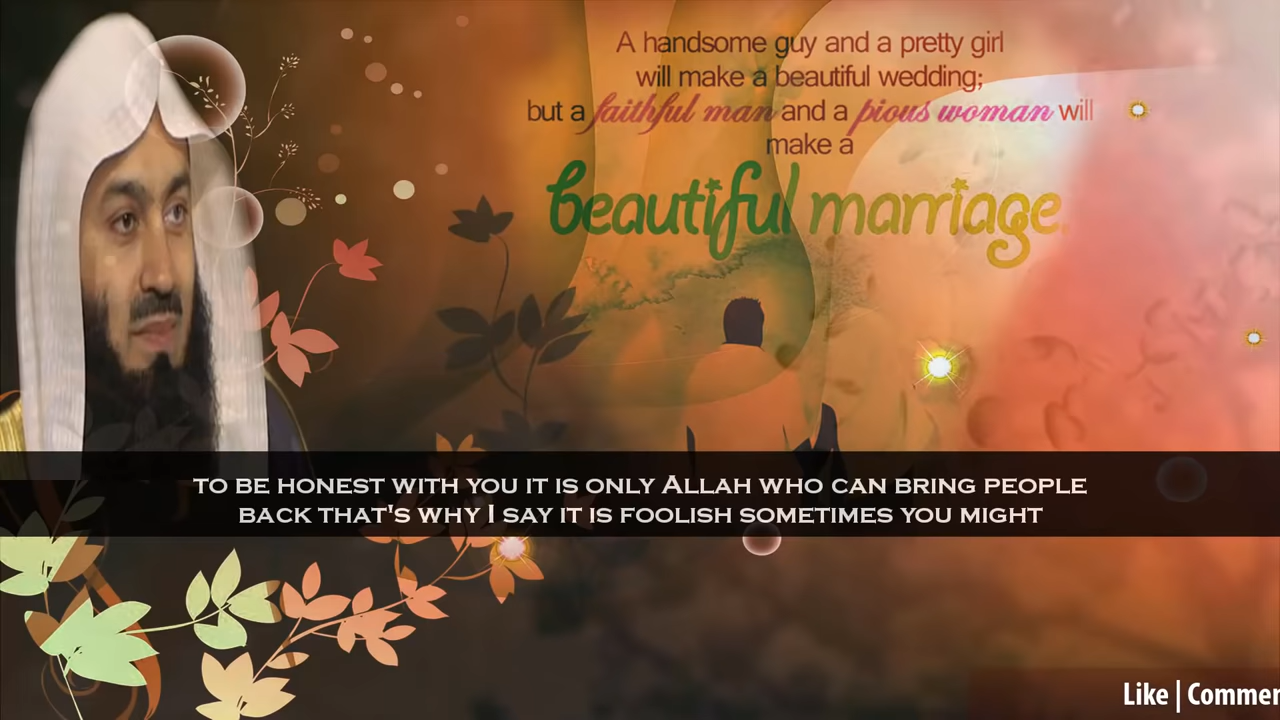 A handsome guy and a pretty girl
will make a beautiful wedding;
but a faithful man and a pious woman will
make a
beautiful marriage.
TO BE HONEST WITH YOU IT IS ONLY ALLAH WHO CAN BRING PEOPLE
BACK THAT'S WHY I SAY IT IS FOOLISH SOMETIMES YOU MIGHT
Like | Commen